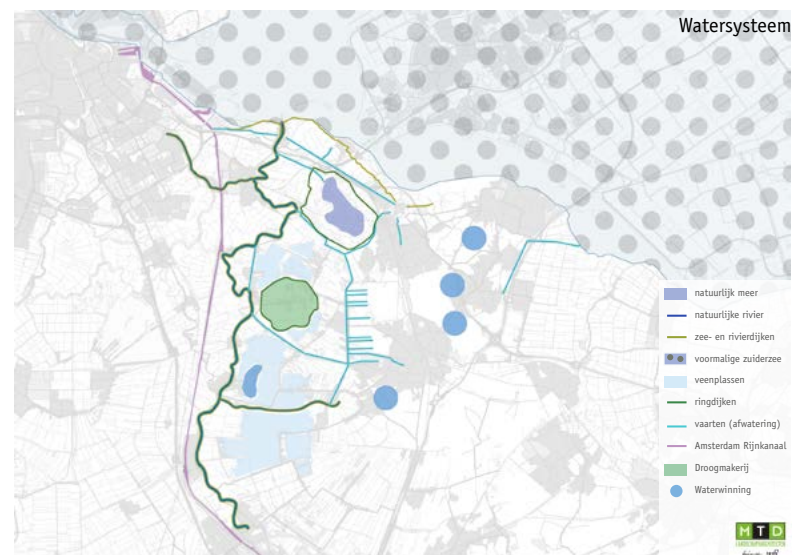 Watersysteem
natuurlijk meer
natuurlijke rivier
zee- en rivierdijken
voormalige zuiderzee
veenplassen
ringdijken
vaarten (afwatering)
Amsterdam Rijnkanaal
Droogmakerij
Waterwinning
MTD
LANDSCHAPSARCHITECTEN